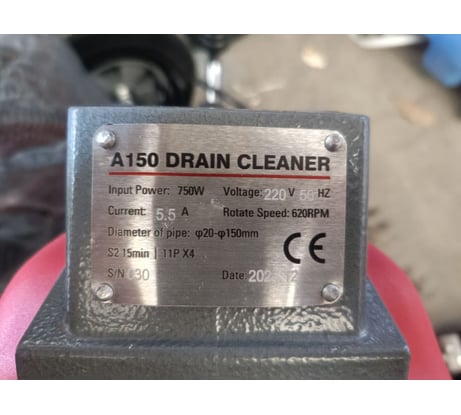 A150 DRAIN CLEANER
Input Power: 750W Voltage: 220 V 50 HZ
Current: 5.5 A Rotate Speed: 620RPM
Diameter of pipe: φ20-φ150mm
S2 15min | 11P X4
CE
S/N Date: